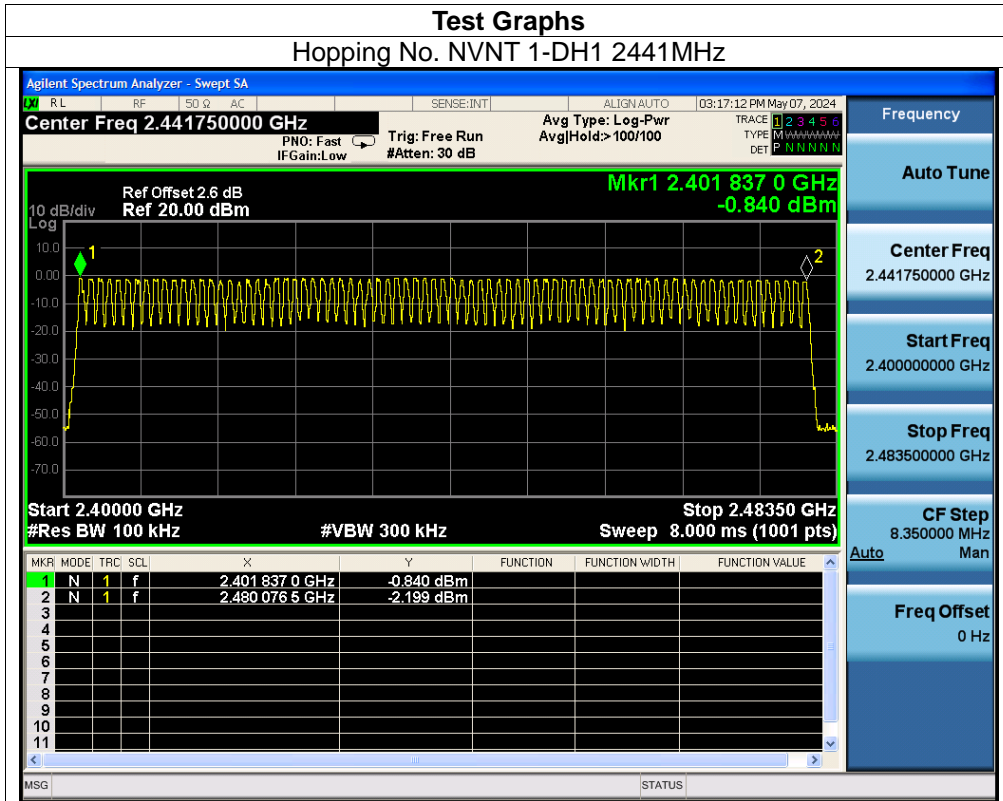 Test Graphs
Hopping No. NVNT 1-DH1 2441MHz
Agilent Spectrum Analyzer - Swept SA
LXI RL RF 50 Ω AC SENSE:INT ALIGN AUTO 03:17:12 PM May 07, 2024
Center Freq 2.441750000 GHz
PNO: Fast
IFGain:Low
Trig: Free Run
#Atten: 30 dB
Avg Type: Log-Pwr
Avg|Hold:>100/100
TRACE 1 2 3 4 5 6
TYPE MWWWWW
DET P N N N N N
Mkr1 2.401 837 0 GHz
-0.840 dBm
Ref Offset 2.6 dB
10 dB/div Ref 20.00 dBm
Log
10.0
0.00
-10.0
-20.0
-30.0
-40.0
-50.0
-60.0
-70.0
1
2
Start 2.40000 GHz Stop 2.48350 GHz
#Res BW 100 kHz #VBW 300 kHz Sweep 8.000 ms (1001 pts)
MKR MODE TRC SCL X Y FUNCTION FUNCTION WIDTH FUNCTION VALUE
1 N 1 f 2.401 837 0 GHz -0.840 dBm
2 N 1 f 2.480 076 5 GHz -2.199 dBm
3
4
5
6
7
8
9
10
11
MSG STATUS
Frequency
Auto Tune
Center Freq
2.441750000 GHz
Start Freq
2.400000000 GHz
Stop Freq
2.483500000 GHz
CF Step
8.350000 MHz
Auto Man
Freq Offset
0 Hz